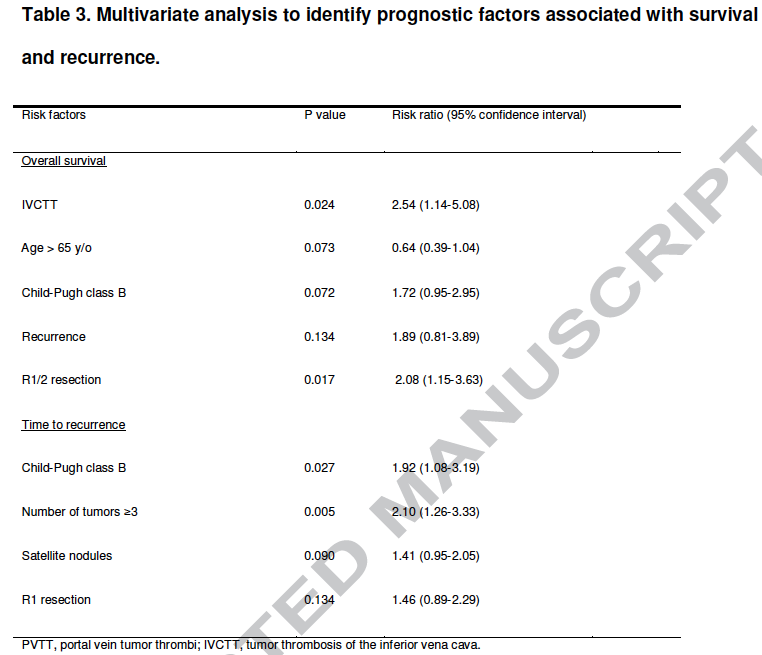 Table 3. Multivariate analysis to identify prognostic factors associated with survival
and recurrence.
Risk factors P value Risk ratio (95% confidence interval)
Overall survival
IVCTT 0.024 2.54 (1.14-5.08)
Age > 65 y/o 0.073 0.64 (0.39-1.04)
Child-Pugh class B 0.072 1.72 (0.95-2.95)
Recurrence 0.134 1.89 (0.81-3.89)
R1/2 resection 0.017 2.08 (1.15-3.63)
Time to recurrence
Child-Pugh class B 0.027 1.92 (1.08-3.19)
Number of tumors ≥3 0.005 2.10 (1.26-3.33)
Satellite nodules 0.090 1.41 (0.95-2.05)
R1 resection 0.134 1.46 (0.89-2.29)
PVTT, portal vein tumor thrombi; IVCTT, tumor thrombosis of the inferior vena cava.
TED MANUSCRIPT